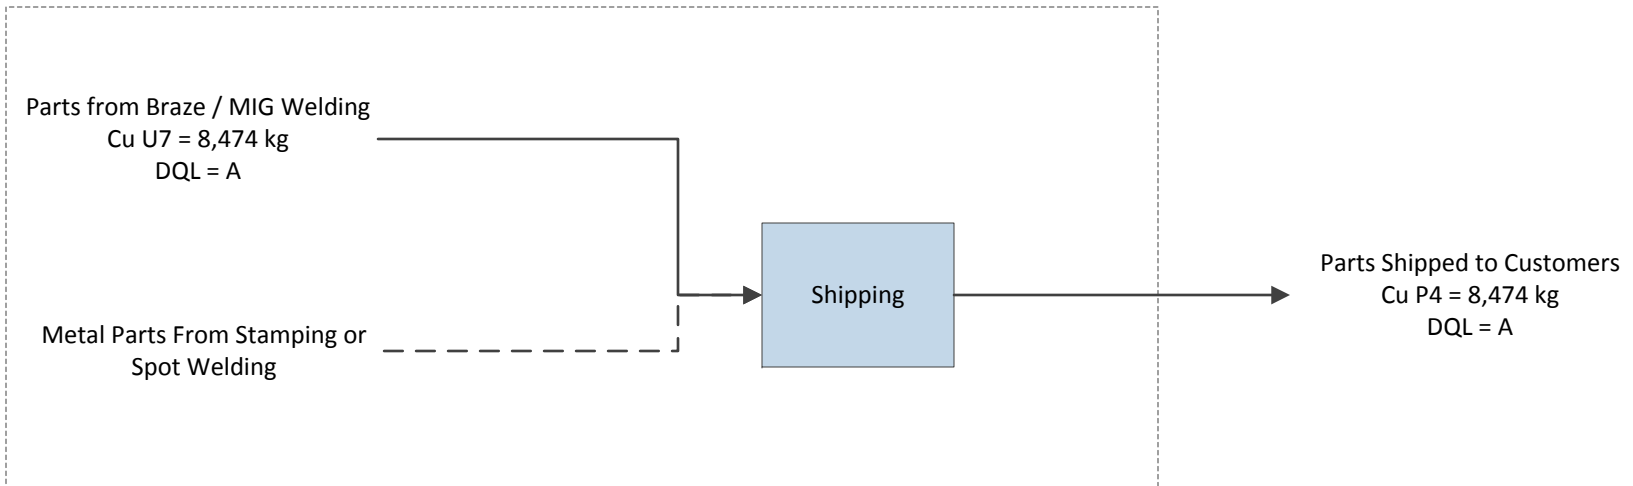 Parts from Braze / MIG Welding
Cu U7 = 8,474 kg
DQL = A
Metal Parts From Stamping or
Spot Welding
Shipping
Parts Shipped to Customers
Cu P4 = 8,474 kg
DQL = A